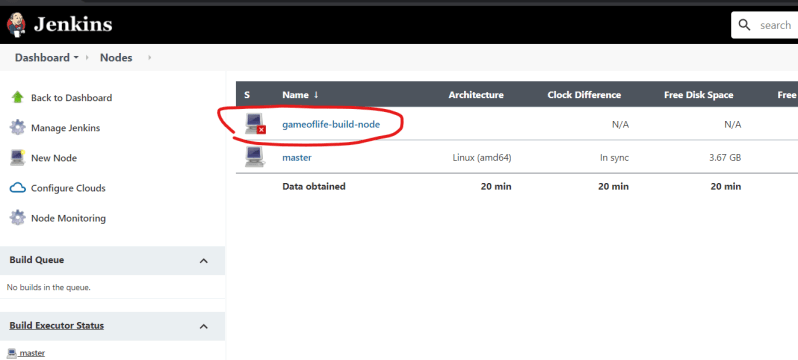 Jenkins
search
Dashboard Nodes
S Name ↓ Architecture Clock Difference Free Disk Space Free
Back to Dashboard
gameoflife-build-node N/A N/A
Manage Jenkins
master Linux (amd64) In sync 3.67 GB
New Node
Data obtained 20 min 20 min 20 min
Configure Clouds
Node Monitoring
Build Queue
No builds in the queue.
Build Executor Status
master